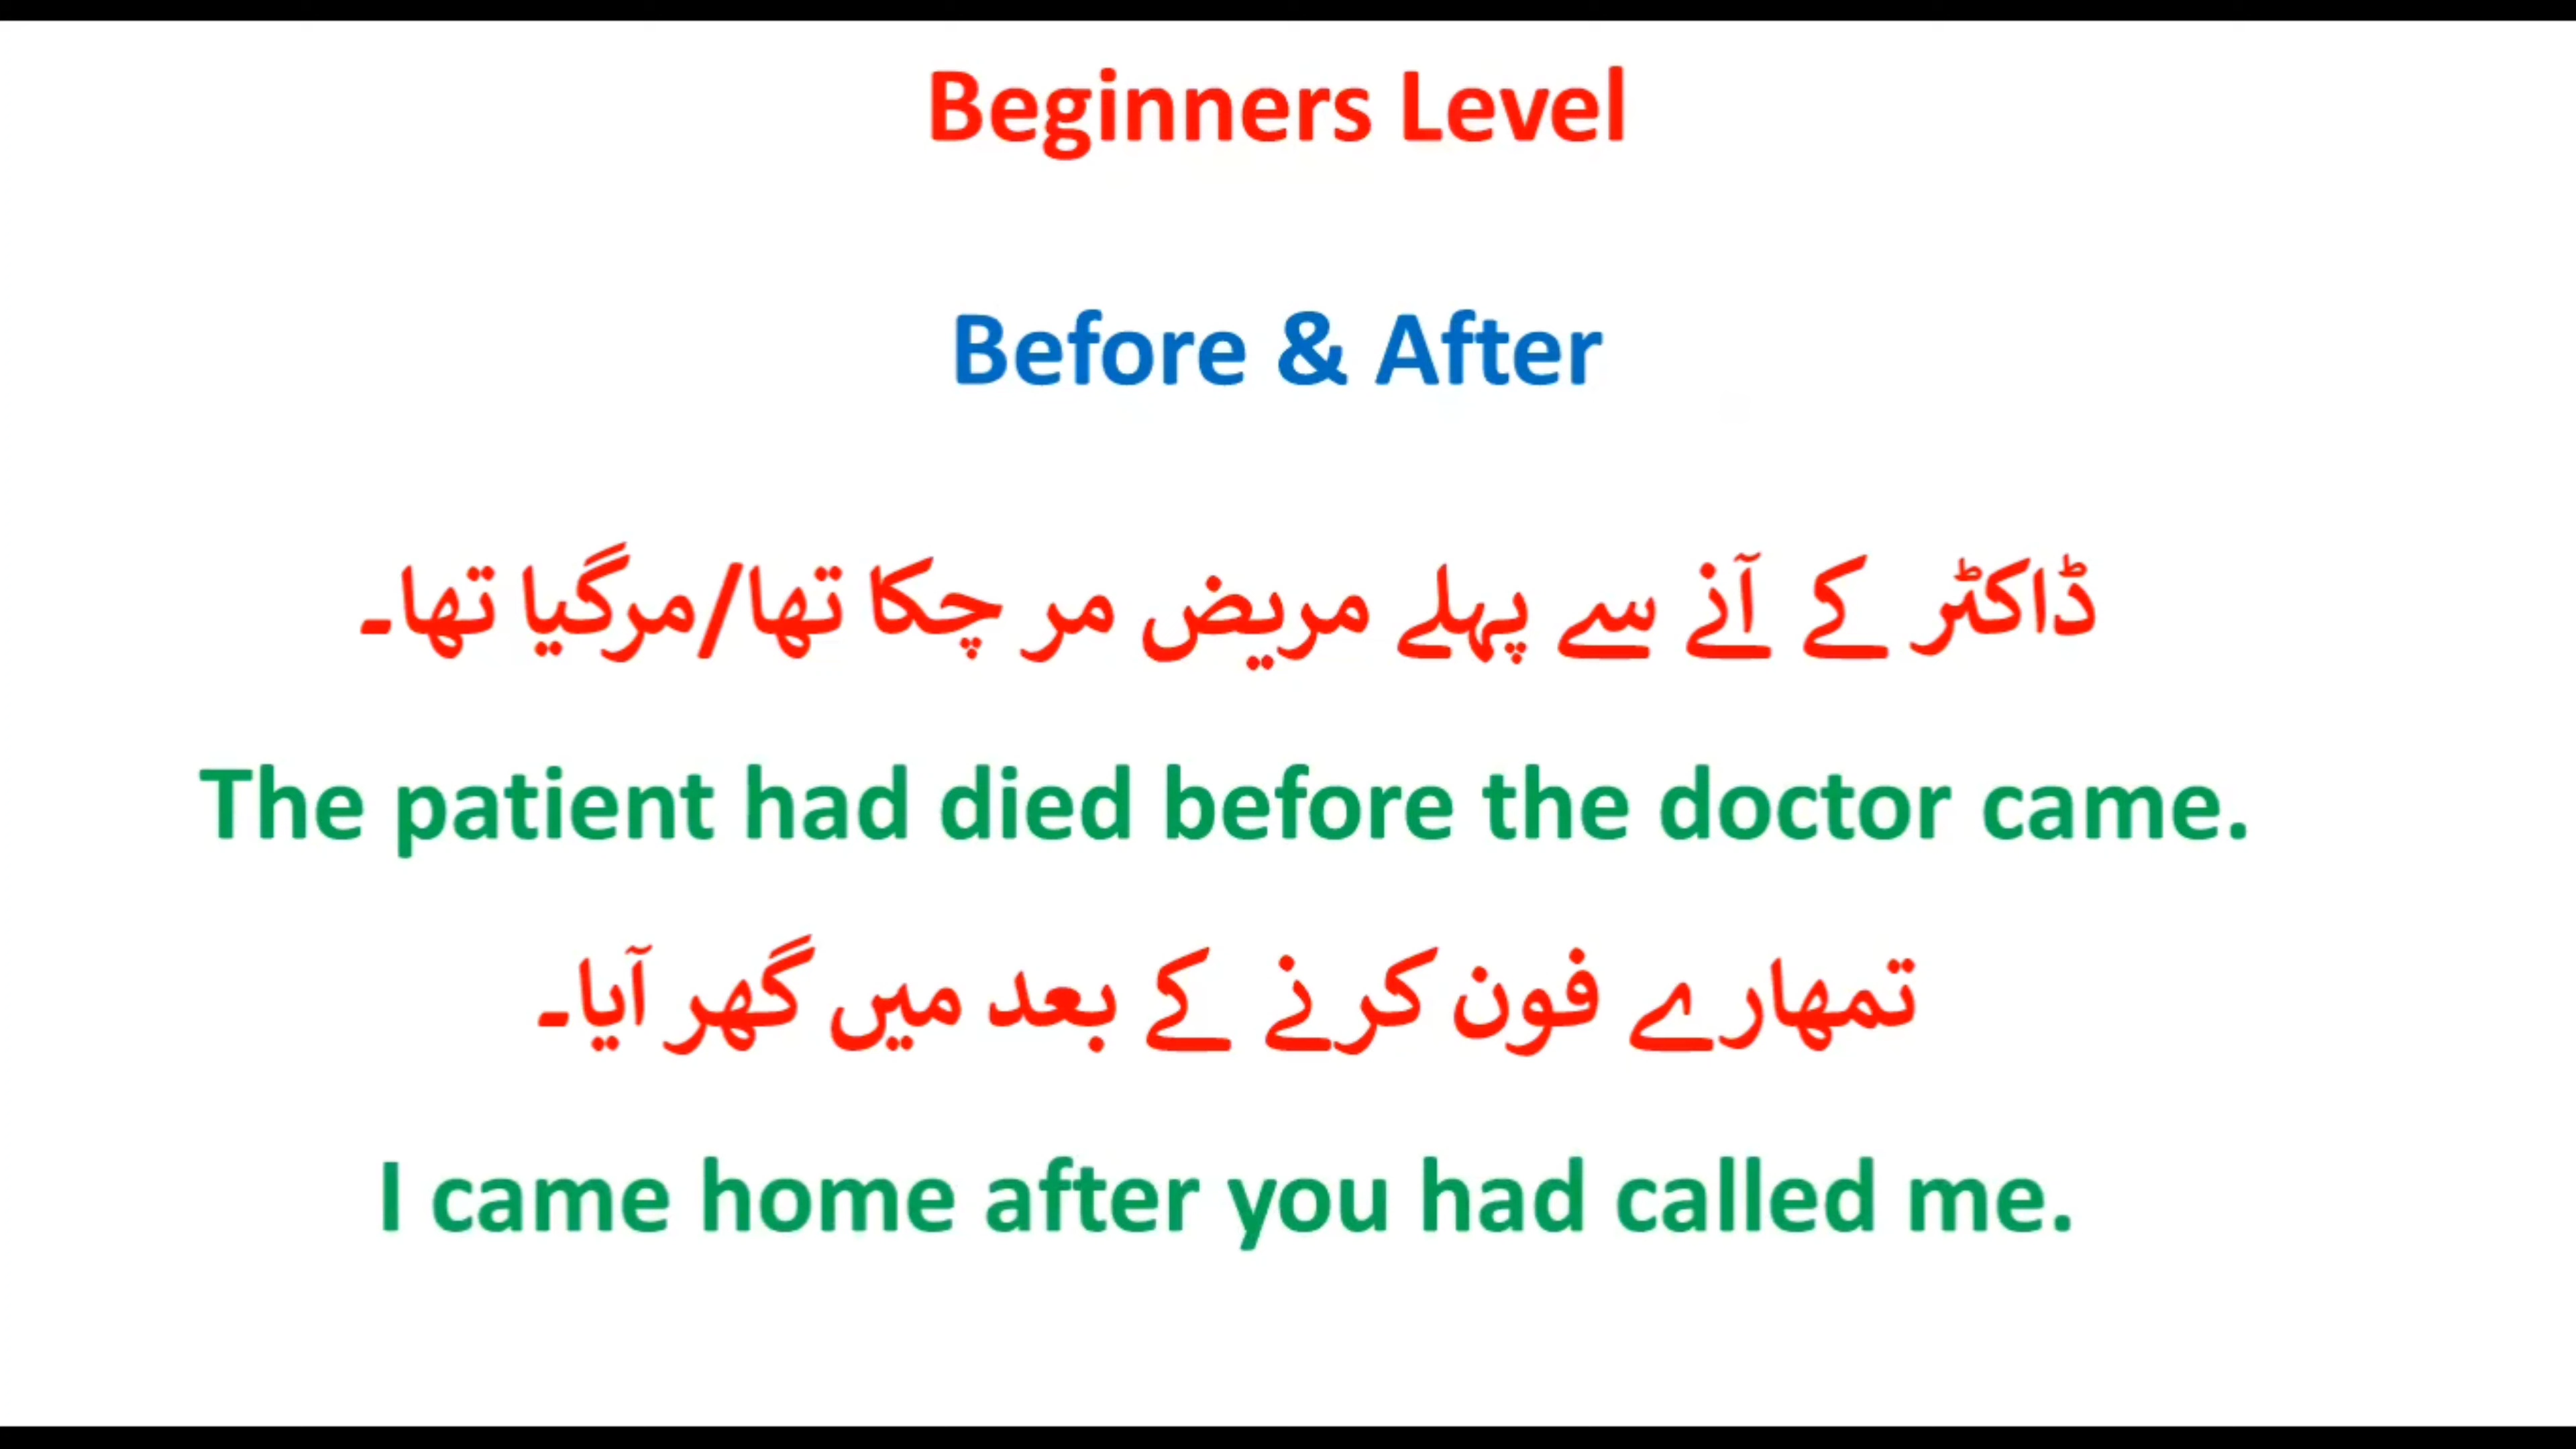 Beginners Level
Before & After
ڈاکٹر کے آنے سے پہلے مریض مر چکا تھا/مرگیا تھا۔
The patient had died before the doctor came.
تمھارے فون کرنے کے بعد میں گھر آیا۔
I came home after you had called me.